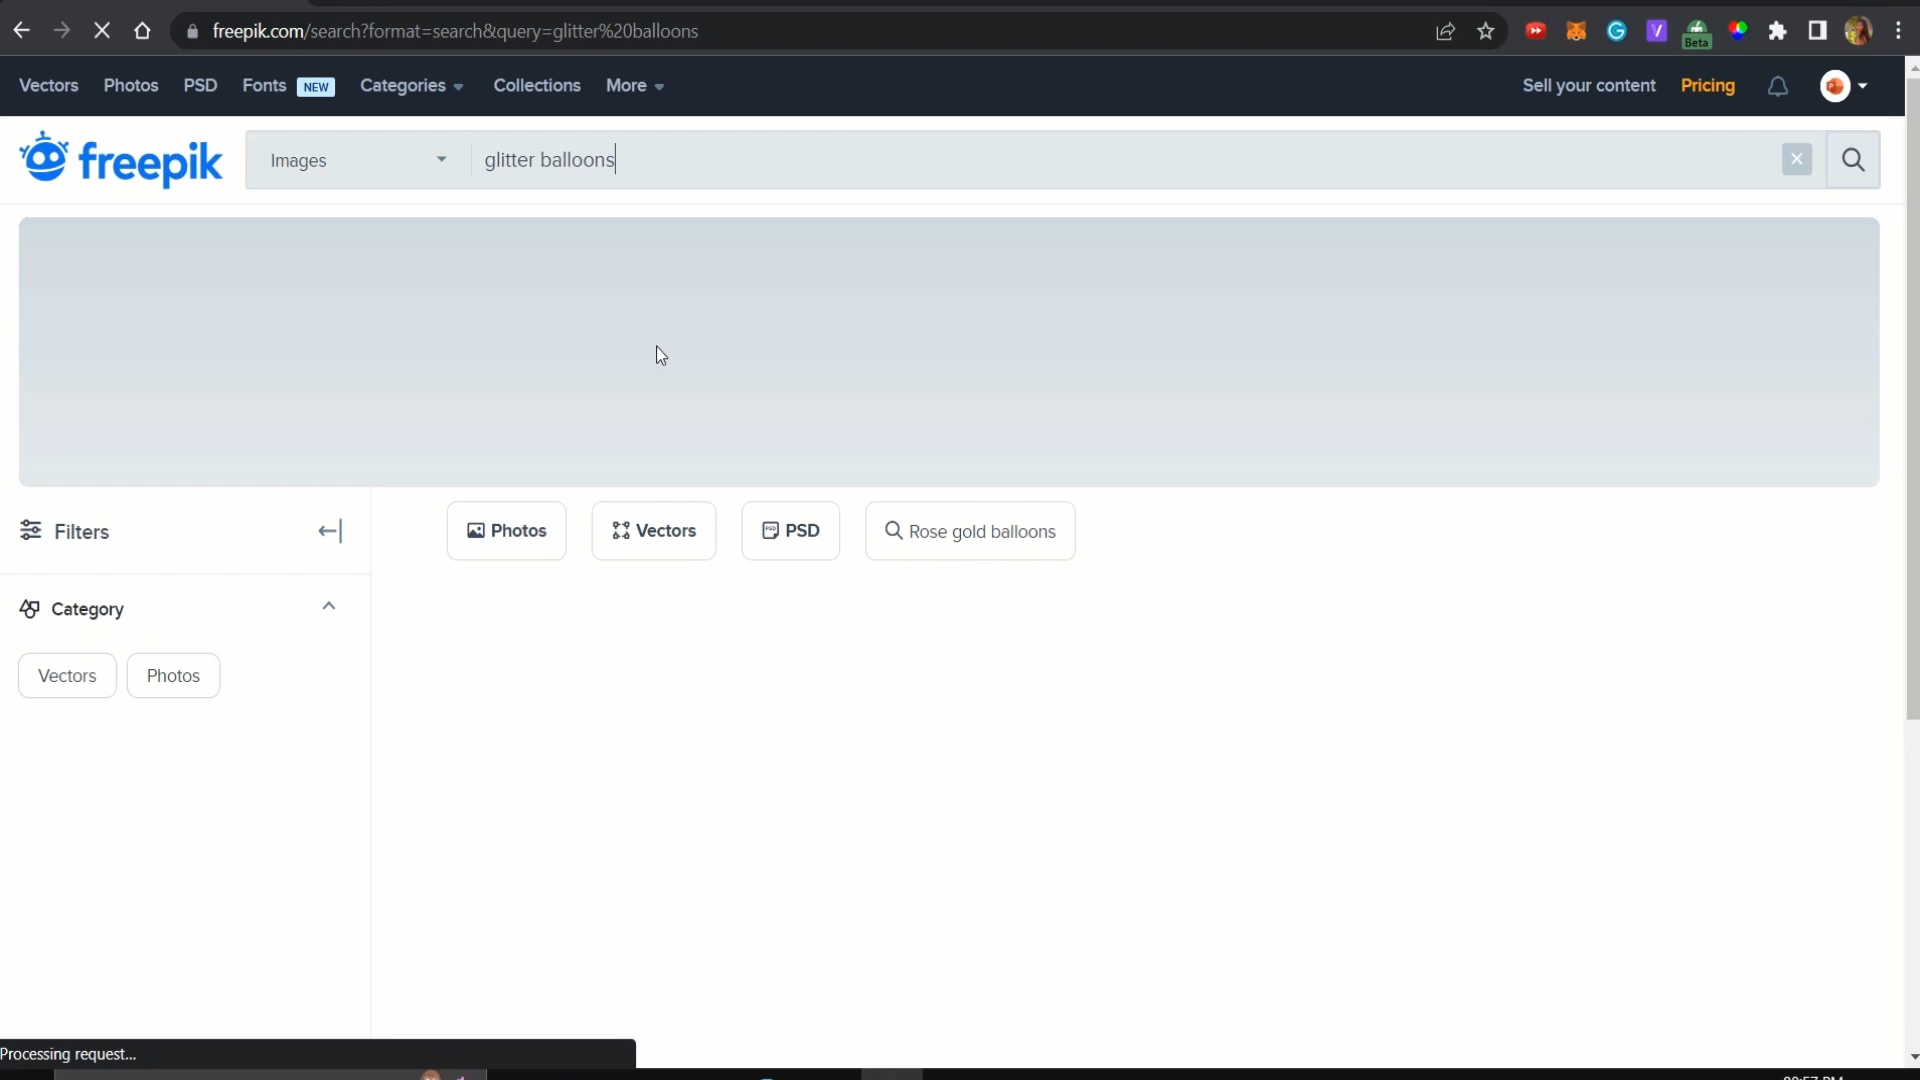 freepik.com/search?format=search&query=glitter%20balloons
Beta
Vectors Photos PSD Fonts NEW Categories Collections More Sell your content Pricing
freepik Images glitter balloons
Photos Vectors PSD Rose gold balloons
Filters
Category
Vectors Photos
Processing request...